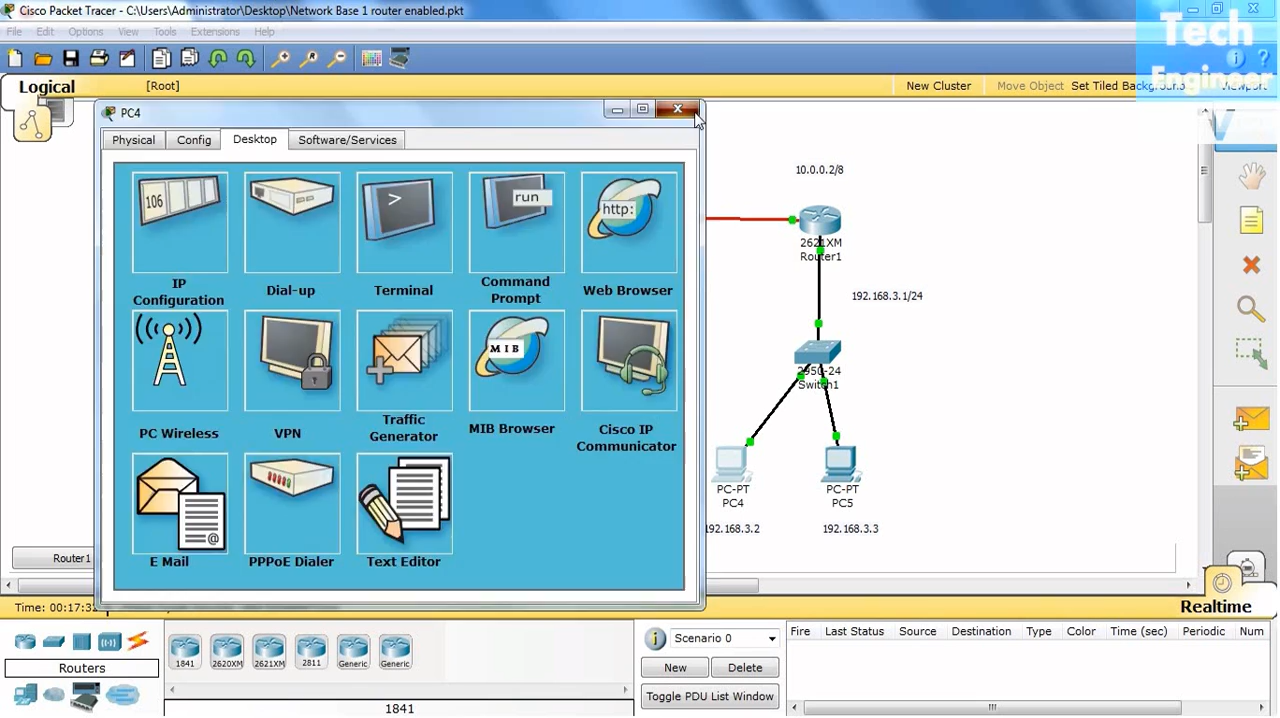 Cisco Packet Tracer - C:\Users\Administrator\Desktop\Network Base 1 router enabled.pkt
File Edit Options View Tools Extensions Help
Tech
Engineer
Logical
[Root]
New Cluster
Move Object
Set Tiled Background
Viewport
PC4
Physical
Config
Desktop
Software/Services
106
>
run
http:
IP
Configuration
Dial-up
Terminal
Command
Prompt
Web Browser
MIB
PC Wireless
VPN
Traffic
Generator
MIB Browser
Cisco IP
Communicator
@
E Mail
PPPoE Dialer
Text Editor
10.0.0.2/8
2621XM
Router1
192.168.3.1/24
2950-24
Switch1
PC-PT
PC4
PC-PT
PC5
192.168.3.2
192.168.3.3
Router1
Time: 00:17:32
Realtime
Routers
1841
2620XM
2621XM
2811
Generic
Generic
1841
Scenario 0
New
Delete
Toggle PDU List Window
Fire Last Status Source Destination Type Color Time (sec) Periodic Num